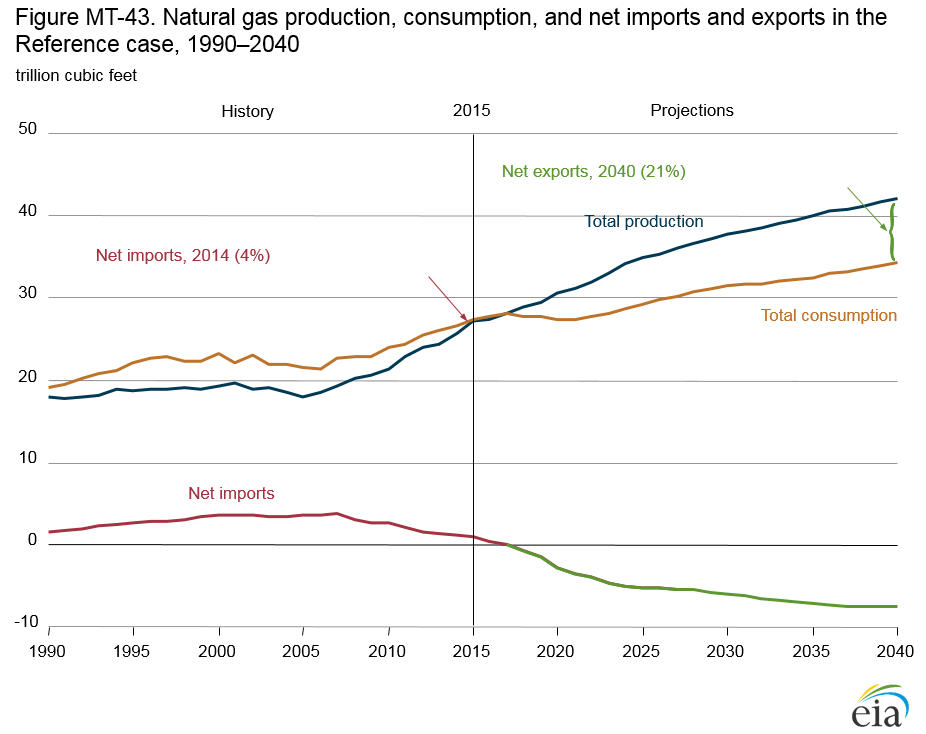 Figure MT-43. Natural gas production, consumption, and net imports and exports in the
Reference case, 1990–2040
trillion cubic feet
History 2015 Projections
50
Net exports, 2040 (21%)
40
Total production
Net imports, 2014 (4%)
30
Total consumption
20
10
Net imports
0
-10
1990 1995 2000 2005 2010 2015 2020 2025 2030 2035 2040
eia